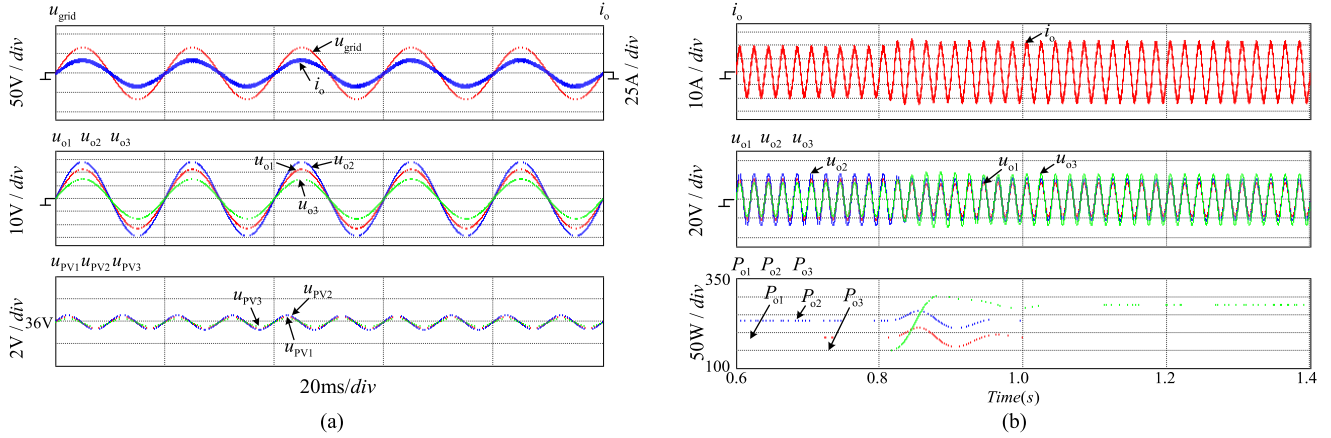 u_grid i_o
50V / div
25A / div
u_grid
i_o
u_o1 u_o2 u_o3
10V / div
u_o1
u_o2
u_o3
u_PV1 u_PV2 u_PV3
2V / div
36V
u_PV3
u_PV2
u_PV1
20ms/div
(a)
i_o
10A / div
i_o
u_o1 u_o2 u_o3
20V / div
u_o2
u_o1
u_o3
P_o1 P_o2 P_o3
350
50W / div
P_o1
P_o2
P_o3
100
0.6 0.8 1.0 1.2 1.4
Time(s)
(b)